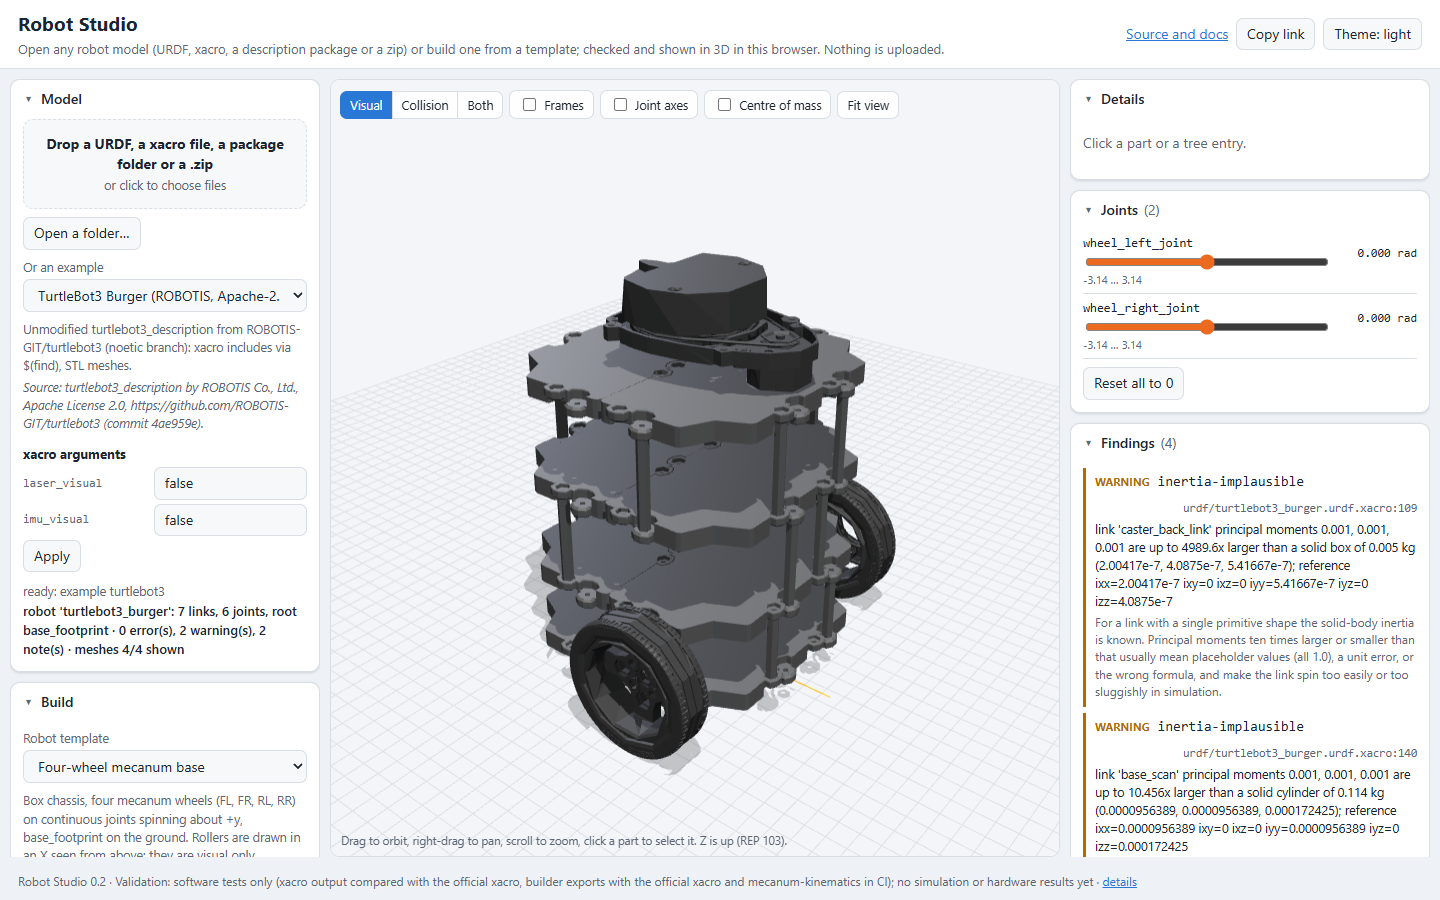 Robot Studio
Open any robot model (URDF, xacro, a description package or a zip) or build one from a template; checked and shown in 3D in this browser. Nothing is uploaded.
Source and docs
Copy link
Theme: light
Model
Drop a URDF, a xacro file, a package
folder or a .zip
or click to choose files
Open a folder...
Or an example
TurtleBot3 Burger (ROBOTIS, Apache-2.
Unmodified turtlebot3_description from ROBOTIS-
GIT/turtlebot3 (noetic branch): xacro includes via
$(find), STL meshes.
Source: turtlebot3_description by ROBOTIS Co., Ltd.,
Apache License 2.0, https://github.com/ROBOTIS-
GIT/turtlebot3 (commit 4ae959e).
xacro arguments
laser_visual
false
imu_visual
false
Apply
ready: example turtlebot3
robot 'turtlebot3_burger': 7 links, 6 joints, root
base_footprint · 0 error(s), 2 warning(s), 2
note(s) · meshes 4/4 shown
Build
Robot template
Four-wheel mecanum base
Box chassis, four mecanum wheels (FL, FR, RL, RR)
on continuous joints spinning about +y,
base_footprint on the ground. Rollers are drawn in
an X seen from above; they are visual only
Visual
Collision
Both
Frames
Joint axes
Centre of mass
Fit view
Drag to orbit, right-drag to pan, scroll to zoom, click a part to select it. Z is up (REP 103).
Details
Click a part or a tree entry.
Joints (2)
wheel_left_joint
0.000 rad
-3.14 ... 3.14
wheel_right_joint
0.000 rad
-3.14 ... 3.14
Reset all to 0
Findings (4)
WARNING inertia-implausible
urdf/turtlebot3_burger.urdf.xacro:109
link 'caster_back_link' principal moments 0.001, 0.001,
0.001 are up to 4989.6x larger than a solid box of 0.005 kg
(2.00417e-7, 4.0875e-7, 5.41667e-7); reference
ixx=2.00417e-7 ixy=0 ixz=0 iyy=5.41667e-7 iyz=0
izz=4.0875e-7
For a link with a single primitive shape the solid-body inertia
is known. Principal moments ten times larger or smaller than
that usually mean placeholder values (all 1.0), a unit error, or
the wrong formula, and make the link spin too easily or too
sluggishly in simulation.
WARNING inertia-implausible
urdf/turtlebot3_burger.urdf.xacro:140
link 'base_scan' principal moments 0.001, 0.001, 0.001 are
up to 10.456x larger than a solid cylinder of 0.114 kg
(0.0000956389, 0.0000956389, 0.000172425); reference
ixx=0.0000956389 ixy=0 ixz=0 iyy=0.0000956389 iyz=0
izz=0.000172425
Robot Studio 0.2 · Validation: software tests only (xacro output compared with the official xacro, builder exports with the official xacro and mecanum-kinematics in CI); no simulation or hardware results yet · details